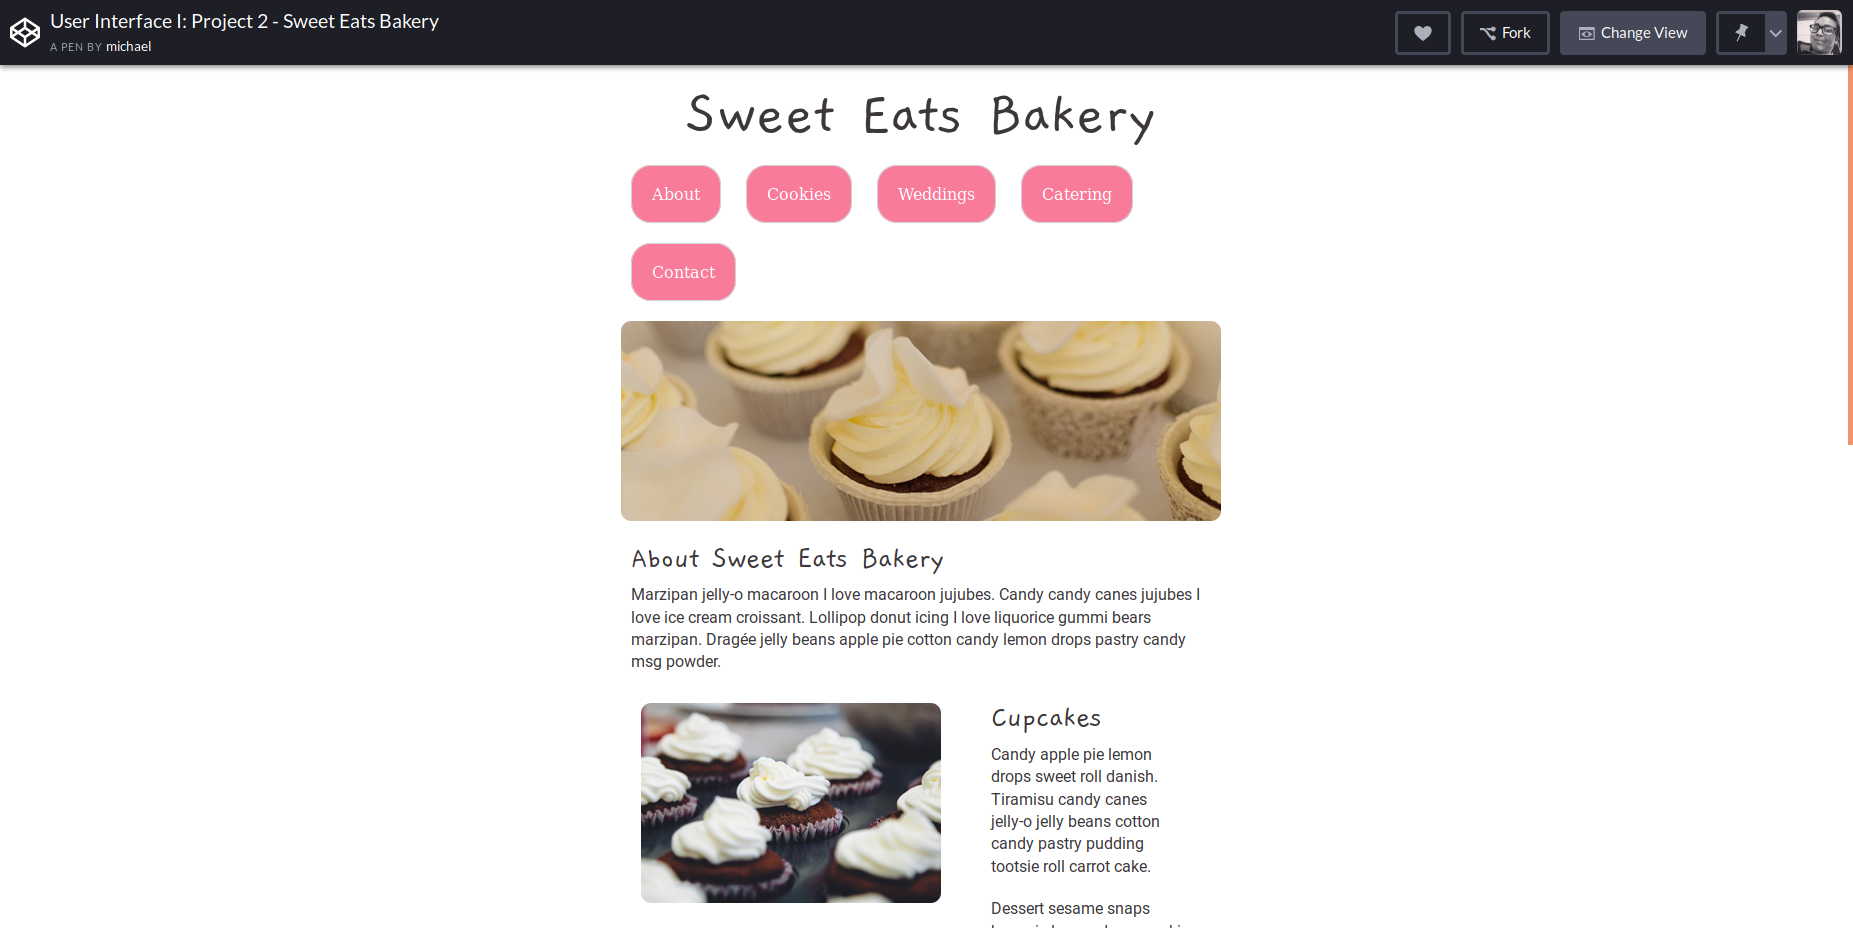 User Interface I: Project 2 - Sweet Eats Bakery
A PEN BY michael
Fork
Change View
Sweet Eats Bakery
About
Cookies
Weddings
Catering
Contact
About Sweet Eats Bakery
Marzipan jelly-o macaroon I love macaroon jujubes. Candy candy canes jujubes I
love ice cream croissant. Lollipop donut icing I love liquorice gummi bears
marzipan. Dragée jelly beans apple pie cotton candy lemon drops pastry candy
msg powder.
Cupcakes
Candy apple pie lemon
drops sweet roll danish.
Tiramisu candy canes
jelly-o jelly beans cotton
candy pastry pudding
tootsie roll carrot cake.
Dessert sesame snaps